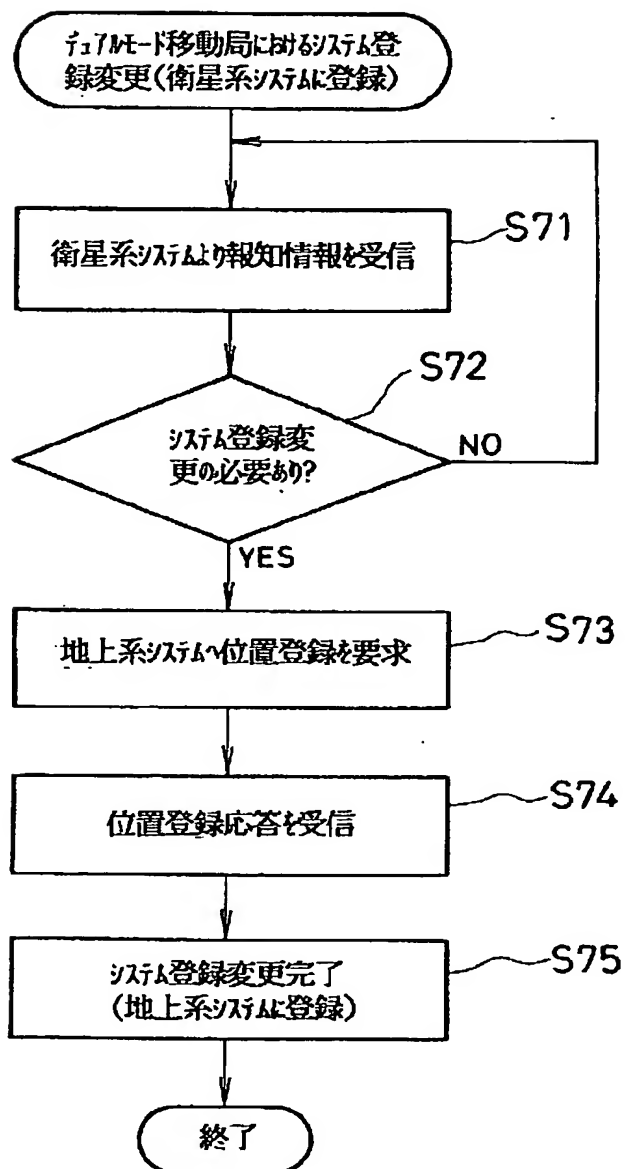 デュアルモード移動局におけるシステム登
録変更(衛星系システムに登録)
衛星系システムより報知情報を受信
S71
S72
システム登録変
更の必要あり?
NO
YES
地上系システムへ位置登録を要求
S73
位置登録応答を受信
S74
システム登録変更完了
(地上系システムに登録)
S75
終了